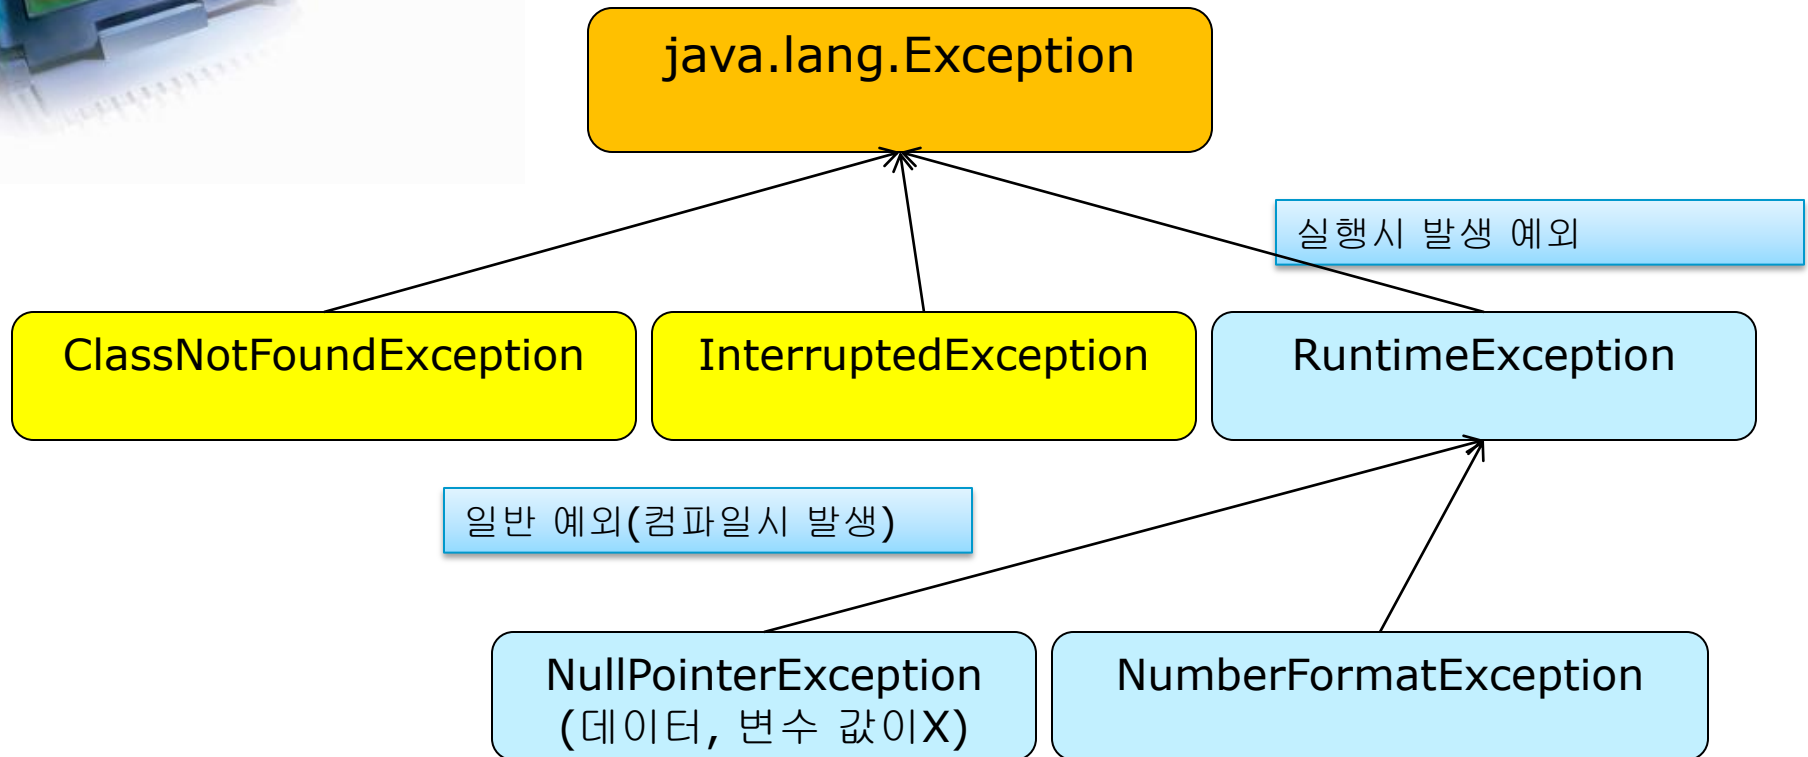 java.lang.Exception
실행시 발생 예외
ClassNotFoundException
InterruptedException
RuntimeException
일반 예외(컴파일시 발생)
NullPointerException
(데이터, 변수 값이X)
NumberFormatException